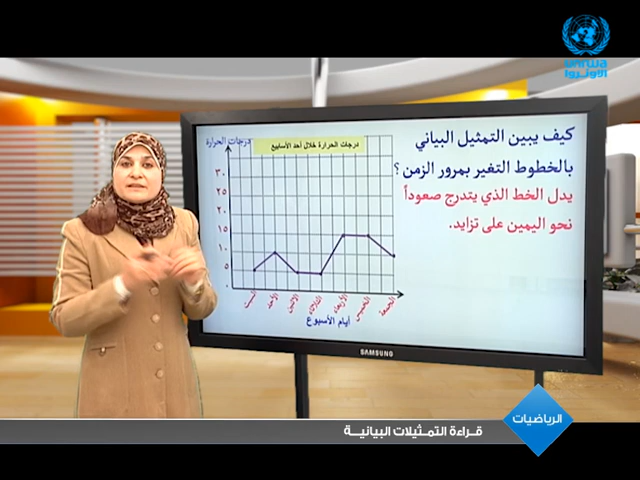 unrwa
الأونروا
كيف يبين التمثيل البياني
بالخطوط التغير بمرور الزمن ؟
يدل الخط الذي يتدرج صعوداً
نحو اليمين على تزايد.
درجات الحرارة
درجات الحرارة خلال أحد الأسابيع
٣٠
٢٥
٢٠
١٥
١٠
٥
٠
السبت
الأحد
الاثنين
الثلاثاء
الأربعاء
الخميس
الجمعة
أيام الأسبوع
SAMSUNG
الرياضيات
قراءة التمثيلات البيانية